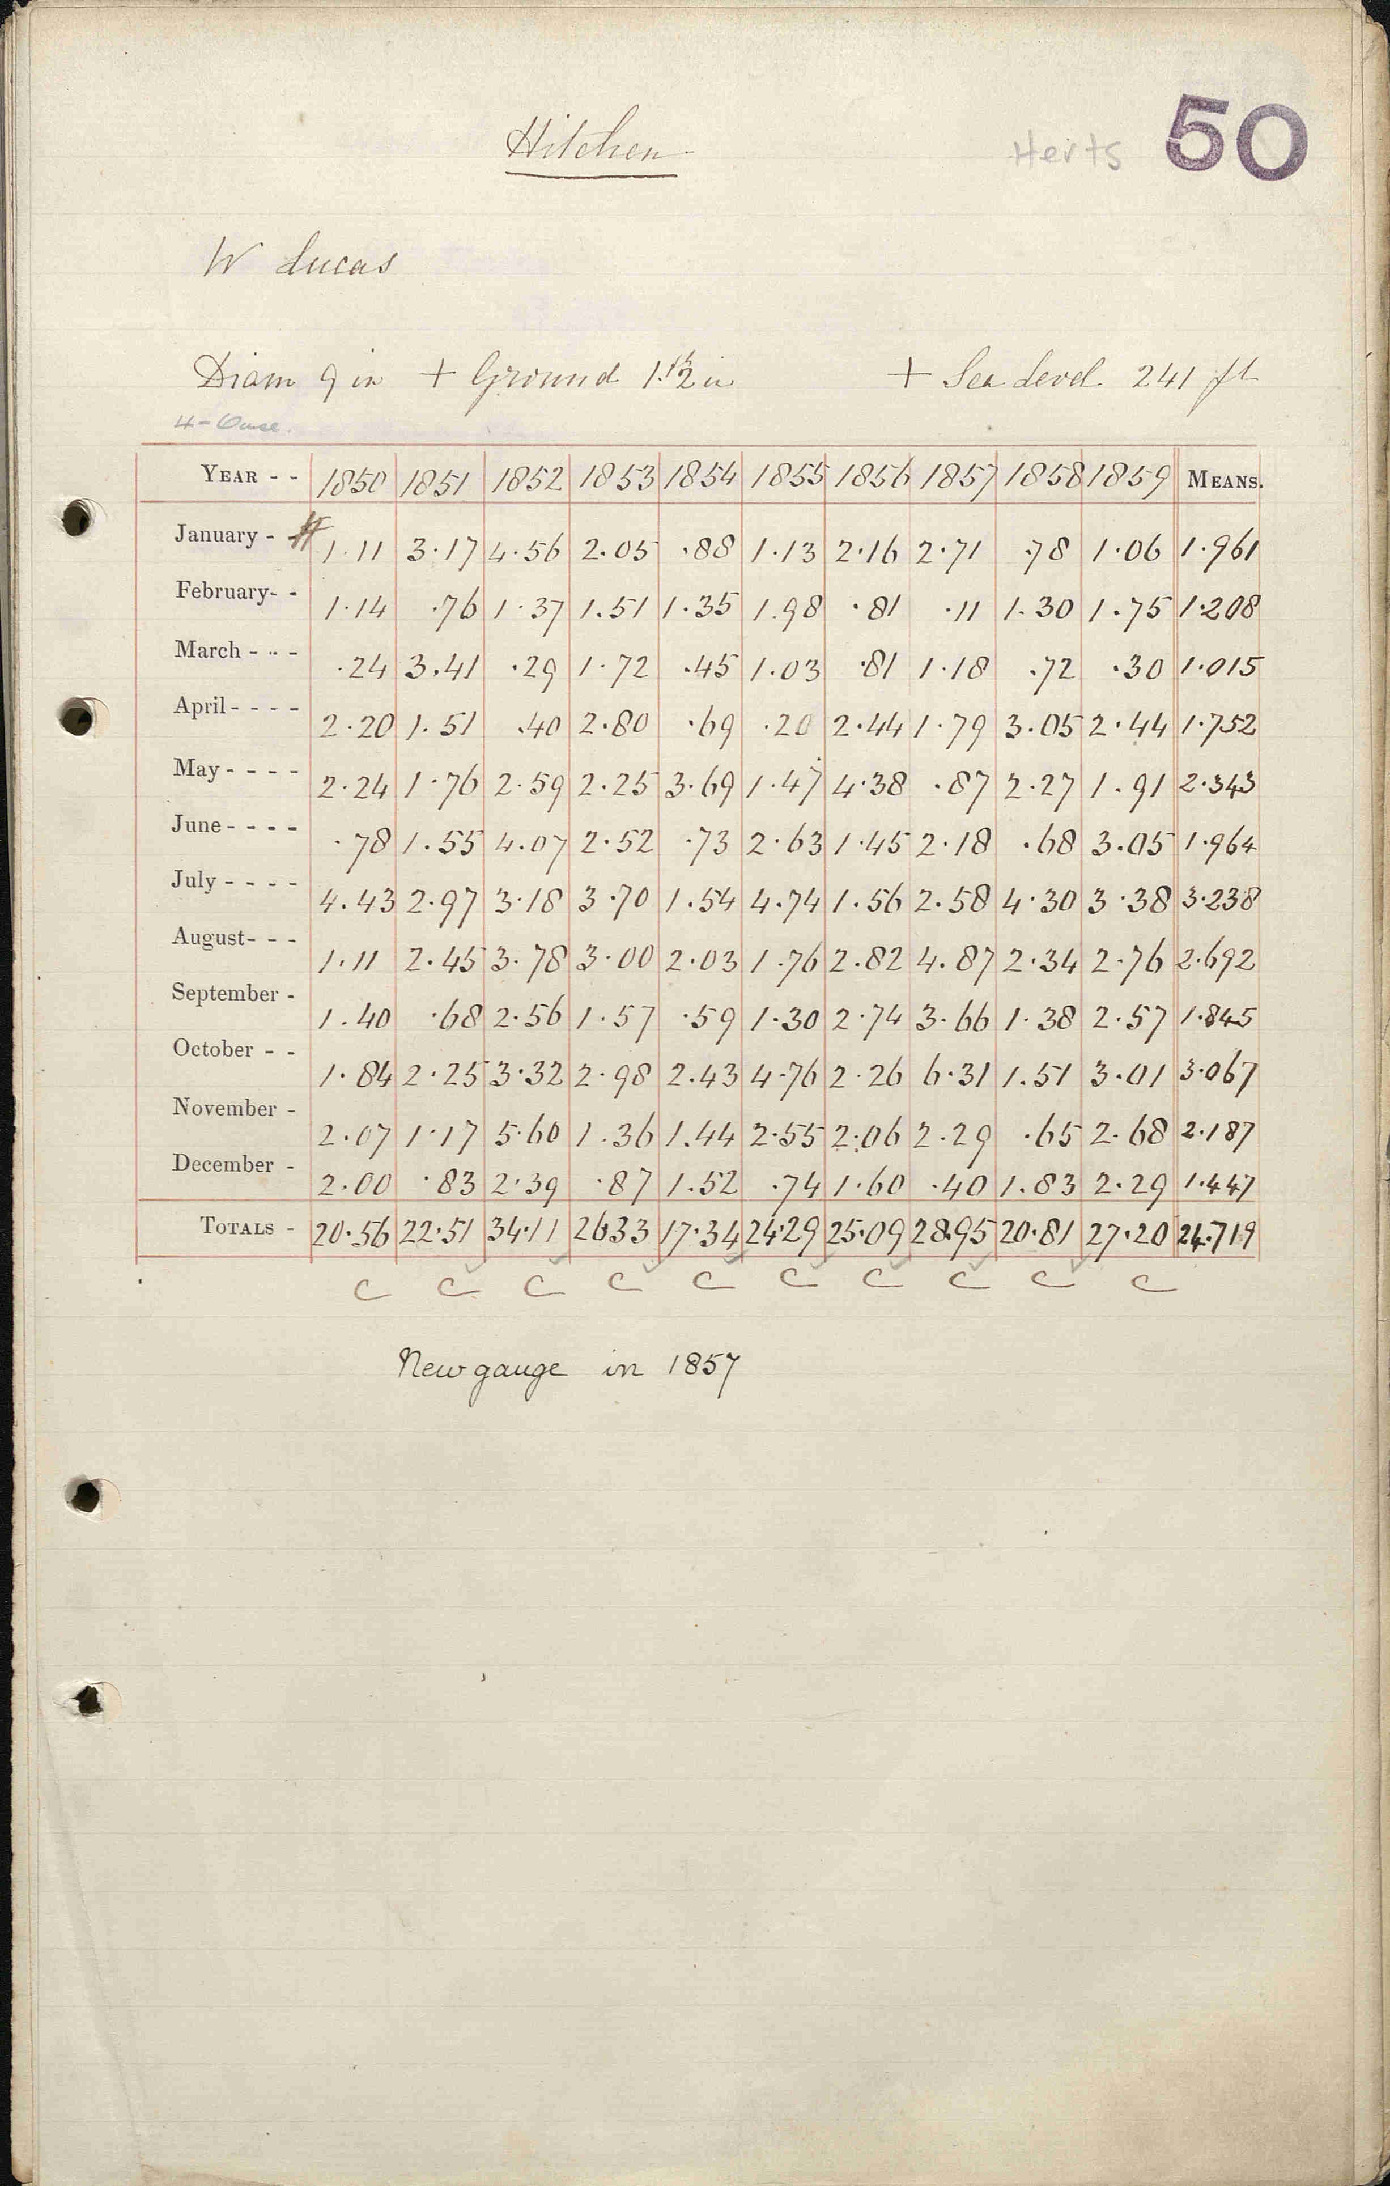 Hitchen
Herts 50
W Lucas
Diam 9 in + Ground 1 ft 2 in + Sea Level 241 ft
4 - Ouse.
YEAR - - 1850 1851 1852 1853 1854 1855 1856 1857 1858 1859 MEANS.
January - 1.11 3.17 4.56 2.05 .88 1.13 2.16 2.71 .78 1.06 1.961
February- - 1.14 .76 1.37 1.51 1.35 1.98 .81 .11 1.30 1.75 1.208
March - - - .24 3.41 .29 1.72 .45 1.03 .81 1.18 .72 .30 1.015
April - - - - 2.20 1.51 .40 2.80 .69 .20 2.44 1.79 3.05 2.44 1.752
May - - - - 2.24 1.76 2.59 2.25 3.69 1.47 4.38 .87 2.27 1.91 2.343
June - - - - .78 1.55 4.07 2.52 .73 2.63 1.45 2.18 .68 3.05 1.964
July - - - - 4.43 2.97 3.18 3.70 1.54 4.74 1.56 2.58 4.30 3.38 3.238
August- - - 1.11 2.45 3.78 3.00 2.03 1.76 2.82 4.87 2.34 2.76 2.692
September - 1.40 .68 2.56 1.57 .59 1.30 2.74 3.66 1.38 2.57 1.845
October - - 1.84 2.25 3.32 2.98 2.43 4.76 2.26 6.31 1.51 3.01 3.067
November - 2.07 1.17 5.60 1.36 1.44 2.55 2.06 2.29 .65 2.68 2.187
December - 2.00 .83 2.39 .87 1.52 .74 1.60 .40 1.83 2.29 1.447
TOTALS - 20.56 22.51 34.11 26.33 17.34 24.29 25.09 28.95 20.81 27.20 24.719
C C C C C C C C C C
New gauge in 1857